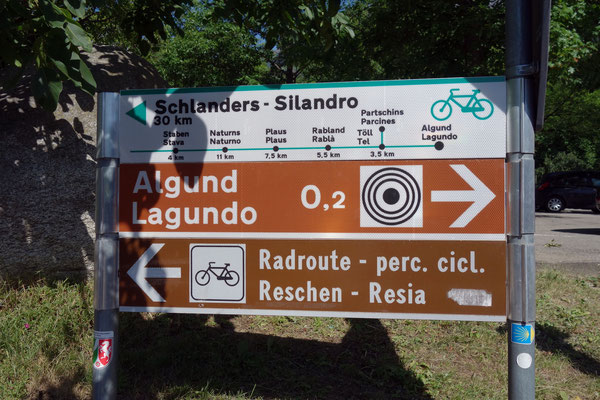 Schlanders - Silandro
30 km
Partschins
Parcines
Staben
Stava
Naturns
Naturno
Plaus
Plaus
Rabland
Rablà
Töll
Tel
Algund
Lagundo
4 km
11 km
7,5 km
5,5 km
3,5 km
Algund
Lagundo
0,2
Radroute - perc. cicl.
Reschen - Resia